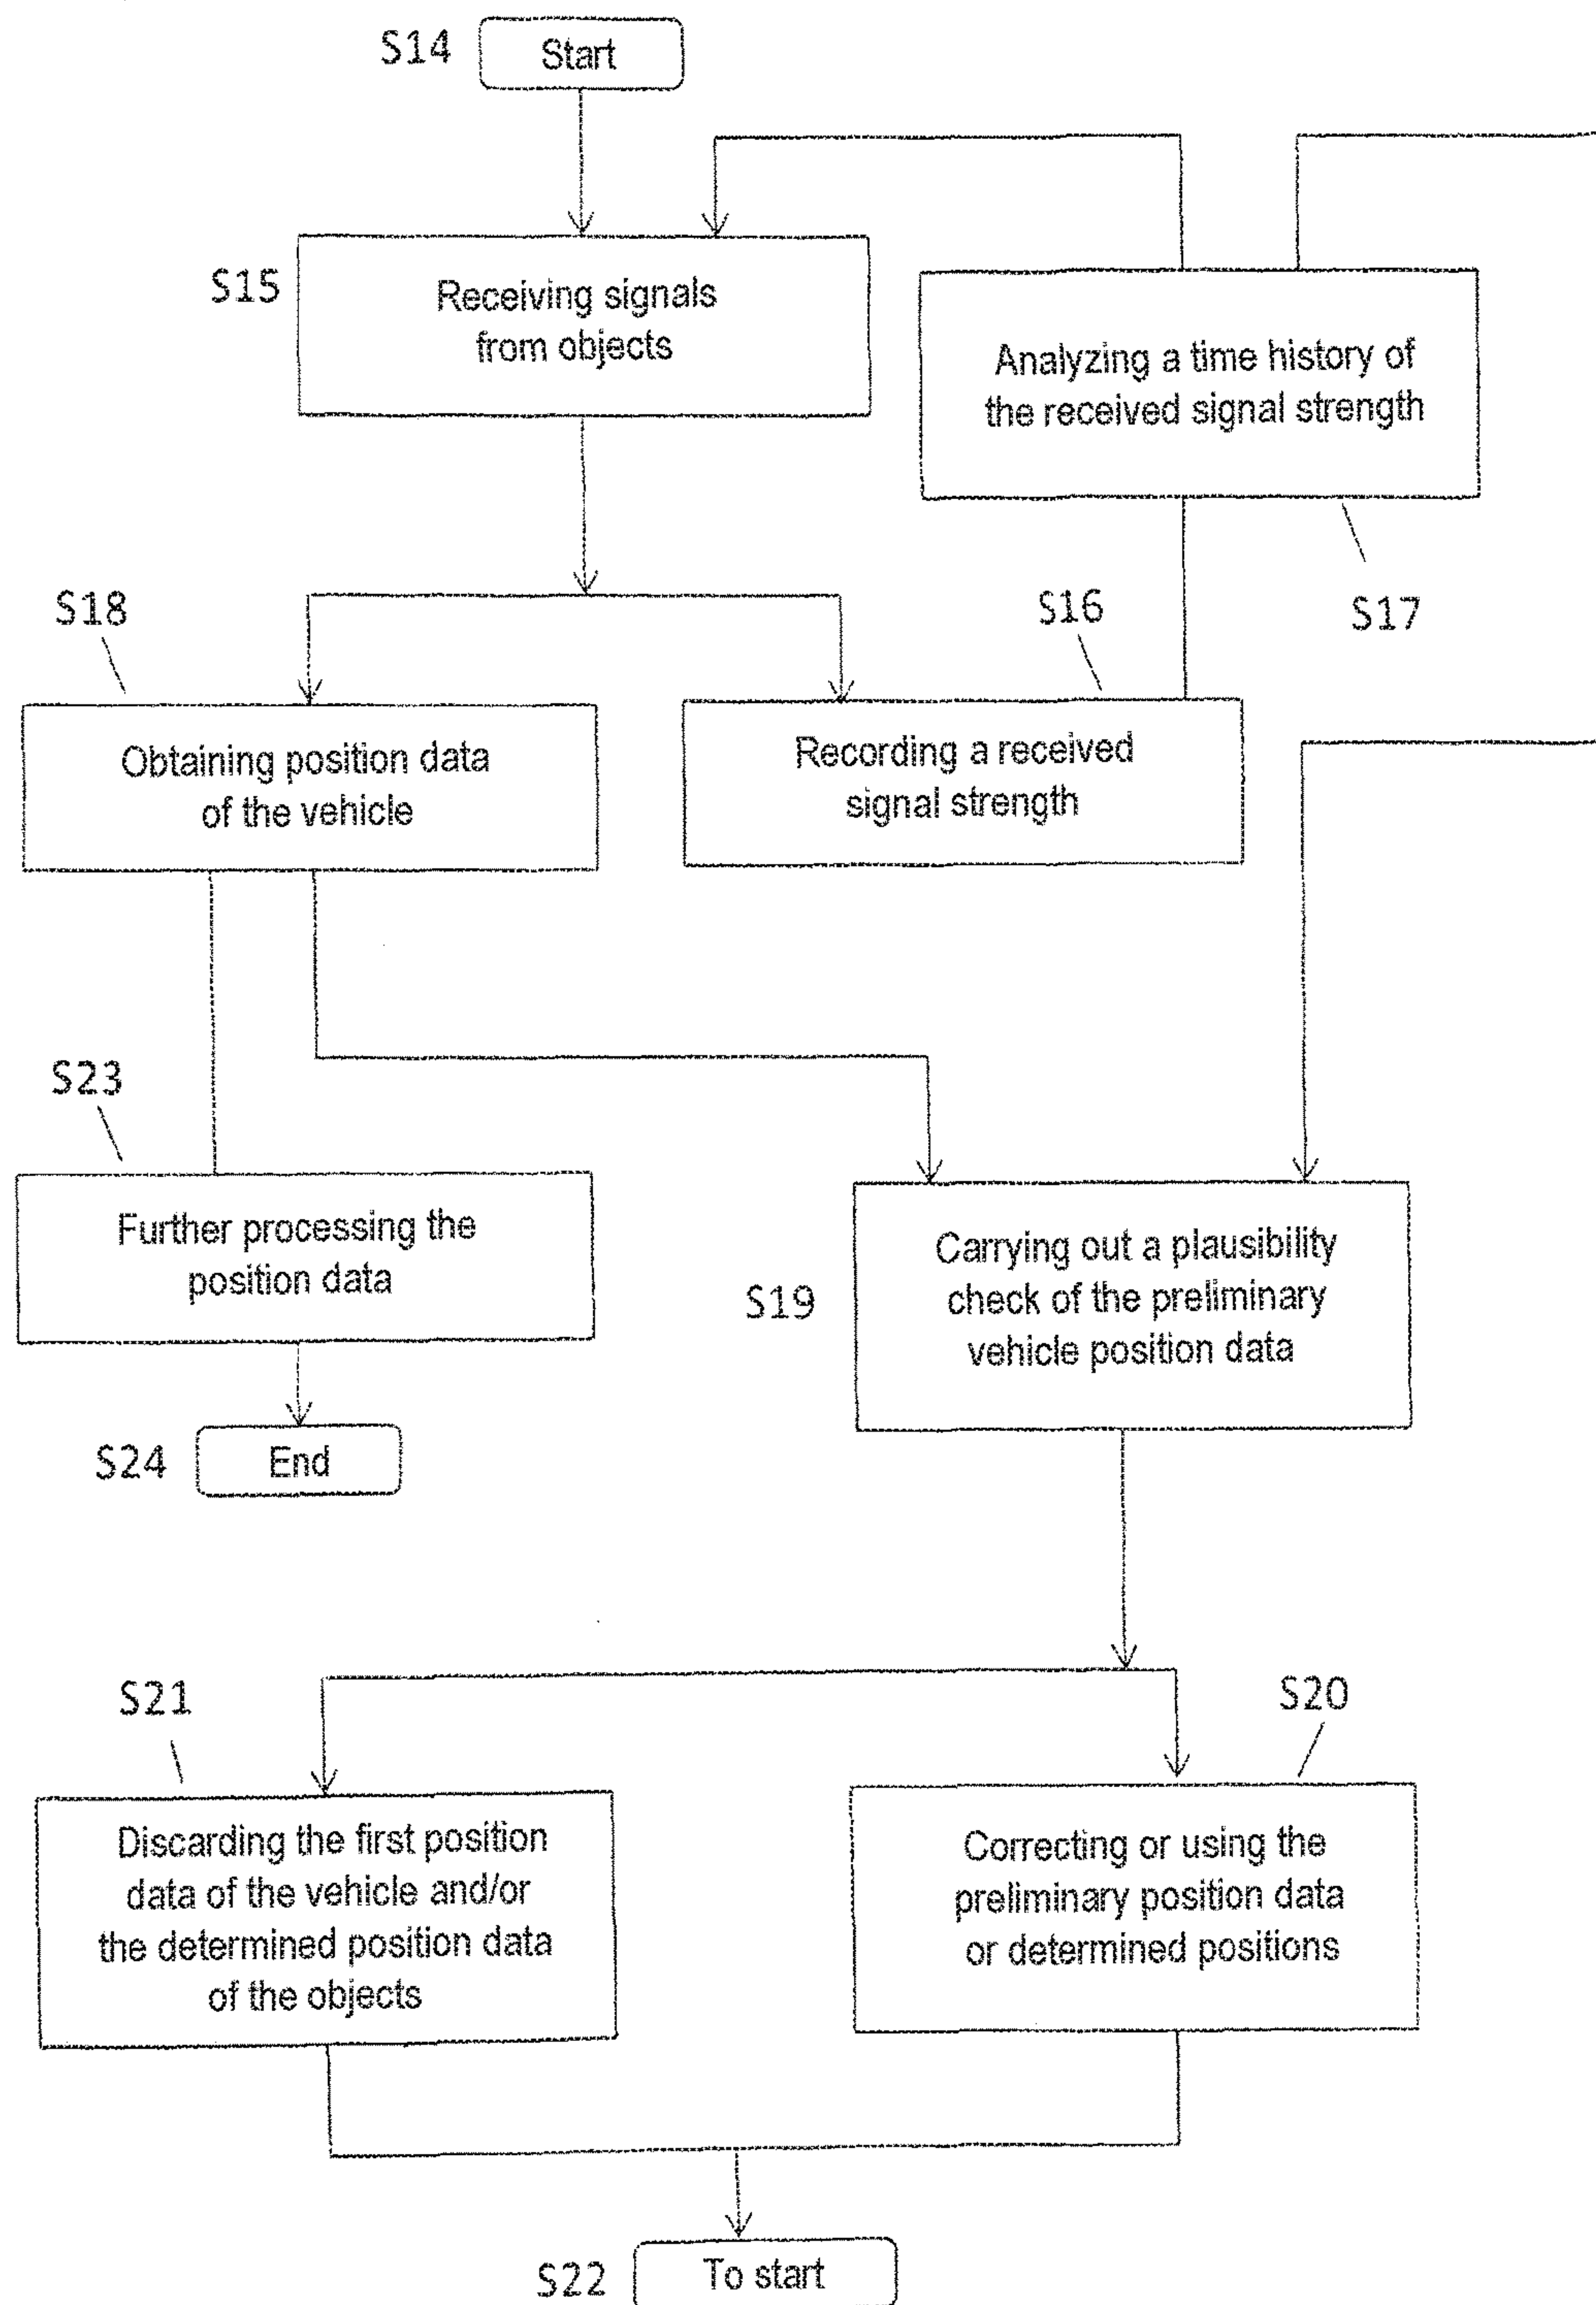 S14
Start
S15
Receiving signals
from objects
Analyzing a time history of
the received signal strength
S17
S18
S16
Obtaining position data
of the vehicle
Recording a received
signal strength
S23
Further processing the
position data
S19
Carrying out a plausibility
check of the preliminary
vehicle position data
S24
End
S21
S20
Discarding the first position
data of the vehicle and/or
the determined position data
of the objects
Correcting or using the
preliminary position data
or determined positions
S22
To start